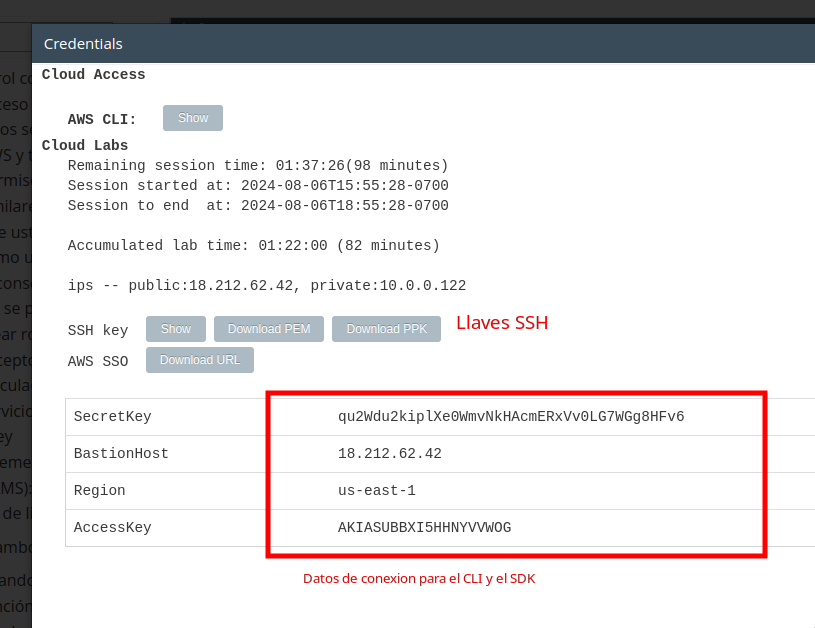 Credentials
Cloud Access
AWS CLI: Show
Cloud Labs
Remaining session time: 01:37:26(98 minutes)
Session started at: 2024-08-06T15:55:28-0700
Session to end  at: 2024-08-06T18:55:28-0700
Accumulated lab time: 01:22:00 (82 minutes)
ips -- public:18.212.62.42, private:10.0.0.122
SSH key Show Download PEM Download PPK Llaves SSH
AWS SSO Download URL
SecretKey qu2Wdu2kiplXe0WmvNkHAcmERxVv0LG7WGg8HFv6
BastionHost 18.212.62.42
Region us-east-1
AccessKey AKIASUBBXI5HHNYVVWOG
Datos de conexion para el CLI y el SDK